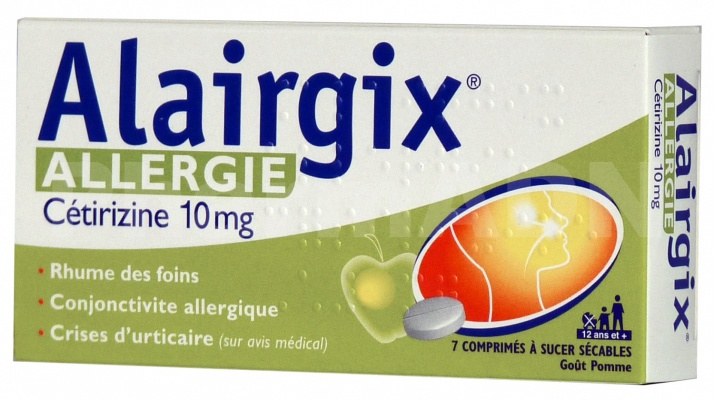 Alairgix®
ALLERGIE
Cétirizine 10 mg
• Rhume des foins
• Conjonctivite allergique
• Crises d'urticaire (sur avis médical)
12 ans et +
7 COMPRIMÉS À SUCER SÉCABLES
Goût Pomme
Alairgix®
ALLERGIE
Cétirizine 10 mg